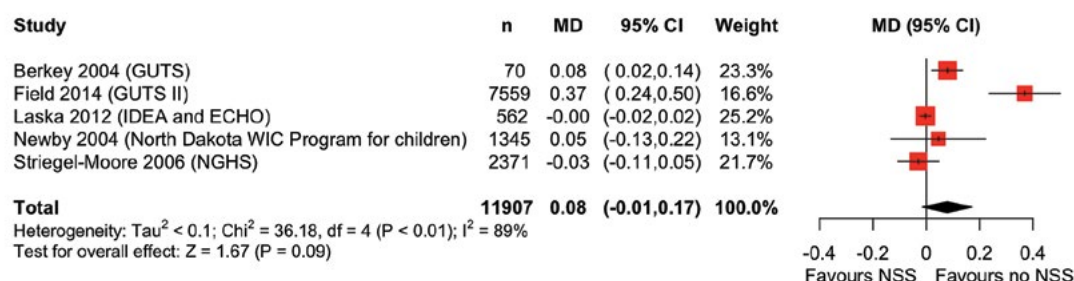 Study n MD 95% CI Weight MD (95% CI)
Berkey 2004 (GUTS) 70 0.08 ( 0.02,0.14) 23.3%
Field 2014 (GUTS II) 7559 0.37 ( 0.24,0.50) 16.6%
Laska 2012 (IDEA and ECHO) 562 -0.00 (-0.02,0.02) 25.2%
Newby 2004 (North Dakota WIC Program for children) 1345 0.05 (-0.13,0.22) 13.1%
Striegel-Moore 2006 (NGHS) 2371 -0.03 (-0.11,0.05) 21.7%
Total 11907 0.08 (-0.01,0.17) 100.0%
Heterogeneity: Tau² < 0.1; Chi² = 36.18, df = 4 (P < 0.01); I² = 89%
Test for overall effect: Z = 1.67 (P = 0.09)
-0.4 -0.2 0 0.2 0.4
Favours NSS Favours no NSS